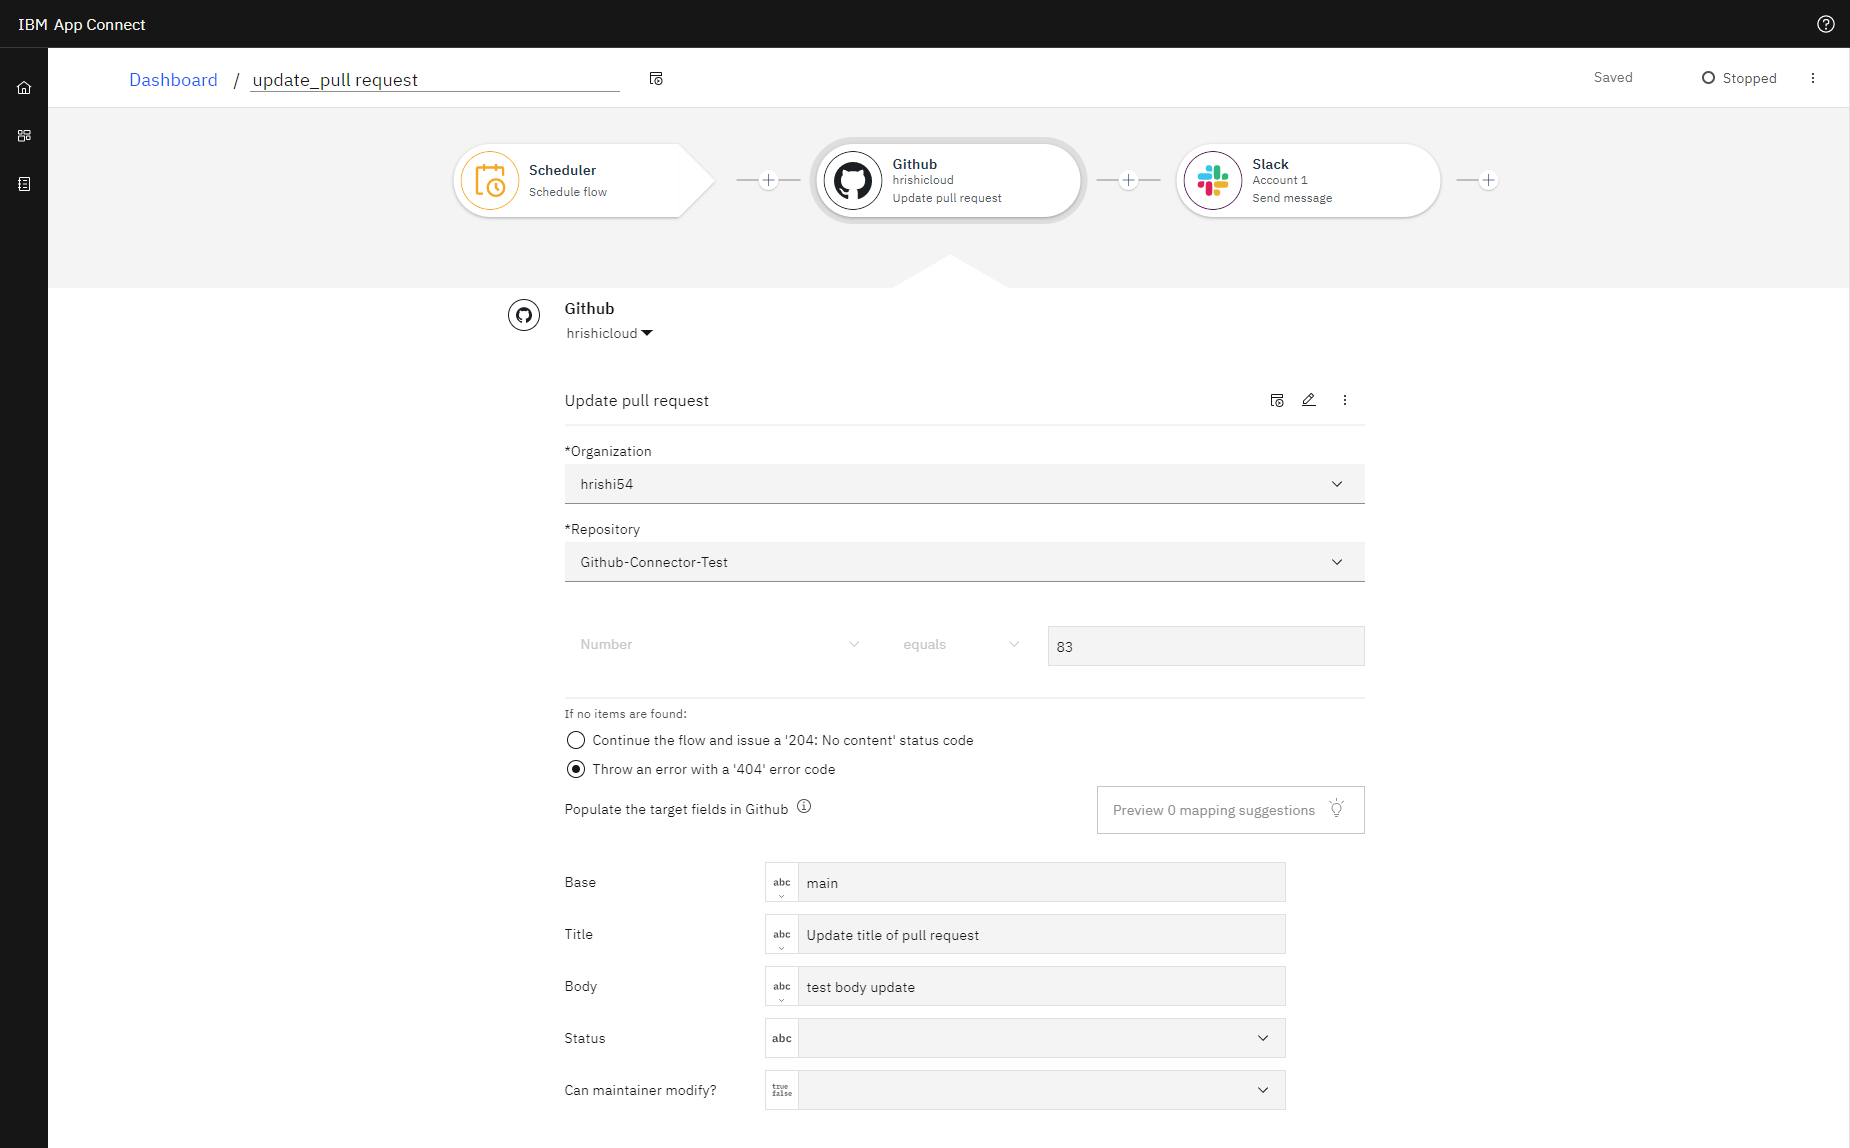 IBM App Connect
Dashboard / update_pull request
Saved
Stopped
Scheduler
Schedule flow
Github
hrishicloud
Update pull request
Slack
Account 1
Send message
Github
hrishicloud
Update pull request
*Organization
hrishi54
*Repository
Github-Connector-Test
Number
equals
83
If no items are found:
Continue the flow and issue a '204: No content' status code
Throw an error with a '404' error code
Populate the target fields in Github
Preview 0 mapping suggestions
Base
abc
main
Title
abc
Update title of pull request
Body
abc
test body update
Status
abc
Can maintainer modify?
true
false